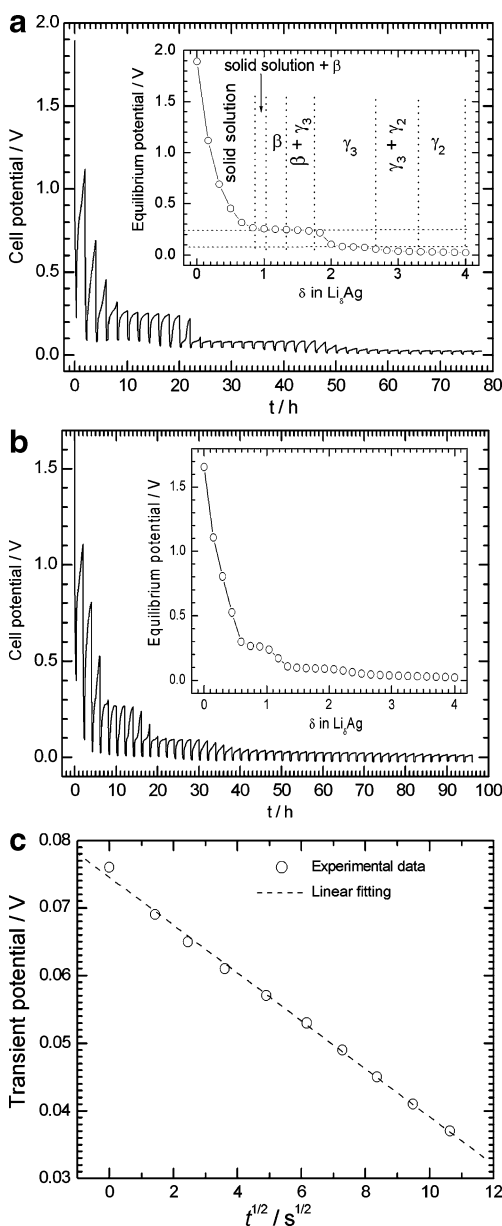 a
2.0
1.5
1.0
0.5
0.0
Cell potential / V
0 10 20 30 40 50 60 70 80
t / h
2.0
1.5
1.0
0.5
0.0
Equilibrium potential / V
solid solution + β
solid solution
β
β + γ3
γ3
γ3 + γ2
γ2
0 1 2 3 4
δ in LiδAg
b
1.5
1.0
0.5
0.0
Cell potential / V
0 10 20 30 40 50 60 70 80 90 100
t / h
1.5
1.0
0.5
0.0
Equilibrium potential / V
0 1 2 3 4
δ in LiδAg
c
0.08
0.07
0.06
0.05
0.04
0.03
Transient potential / V
Experimental data
Linear fitting
0 2 4 6 8 10 12
t1/2 / s1/2